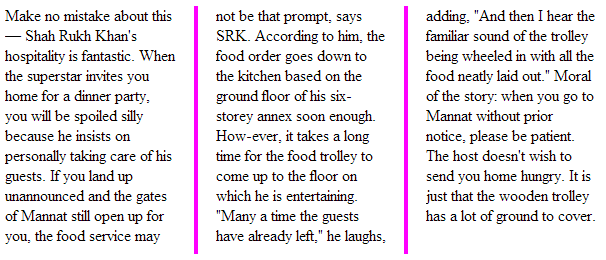 Make no mistake about this
— Shah Rukh Khan's
hospitality is fantastic. When
the superstar invites you
home for a dinner party,
you will be spoiled silly
because he insists on
personally taking care of his
guests. If you land up
unannounced and the gates
of Mannat still open up for
you, the food service may
not be that prompt, says
SRK. According to him, the
food order goes down to
the kitchen based on the
ground floor of his six-
storey annex soon enough.
How-ever, it takes a long
time for the food trolley to
come up to the floor on
which he is entertaining.
"Many a time the guests
have already left," he laughs,
adding, "And then I hear the
familiar sound of the trolley
being wheeled in with all the
food neatly laid out." Moral
of the story: when you go to
Mannat without prior
notice, please be patient.
The host doesn't wish to
send you home hungry. It is
just that the wooden trolley
has a lot of ground to cover.